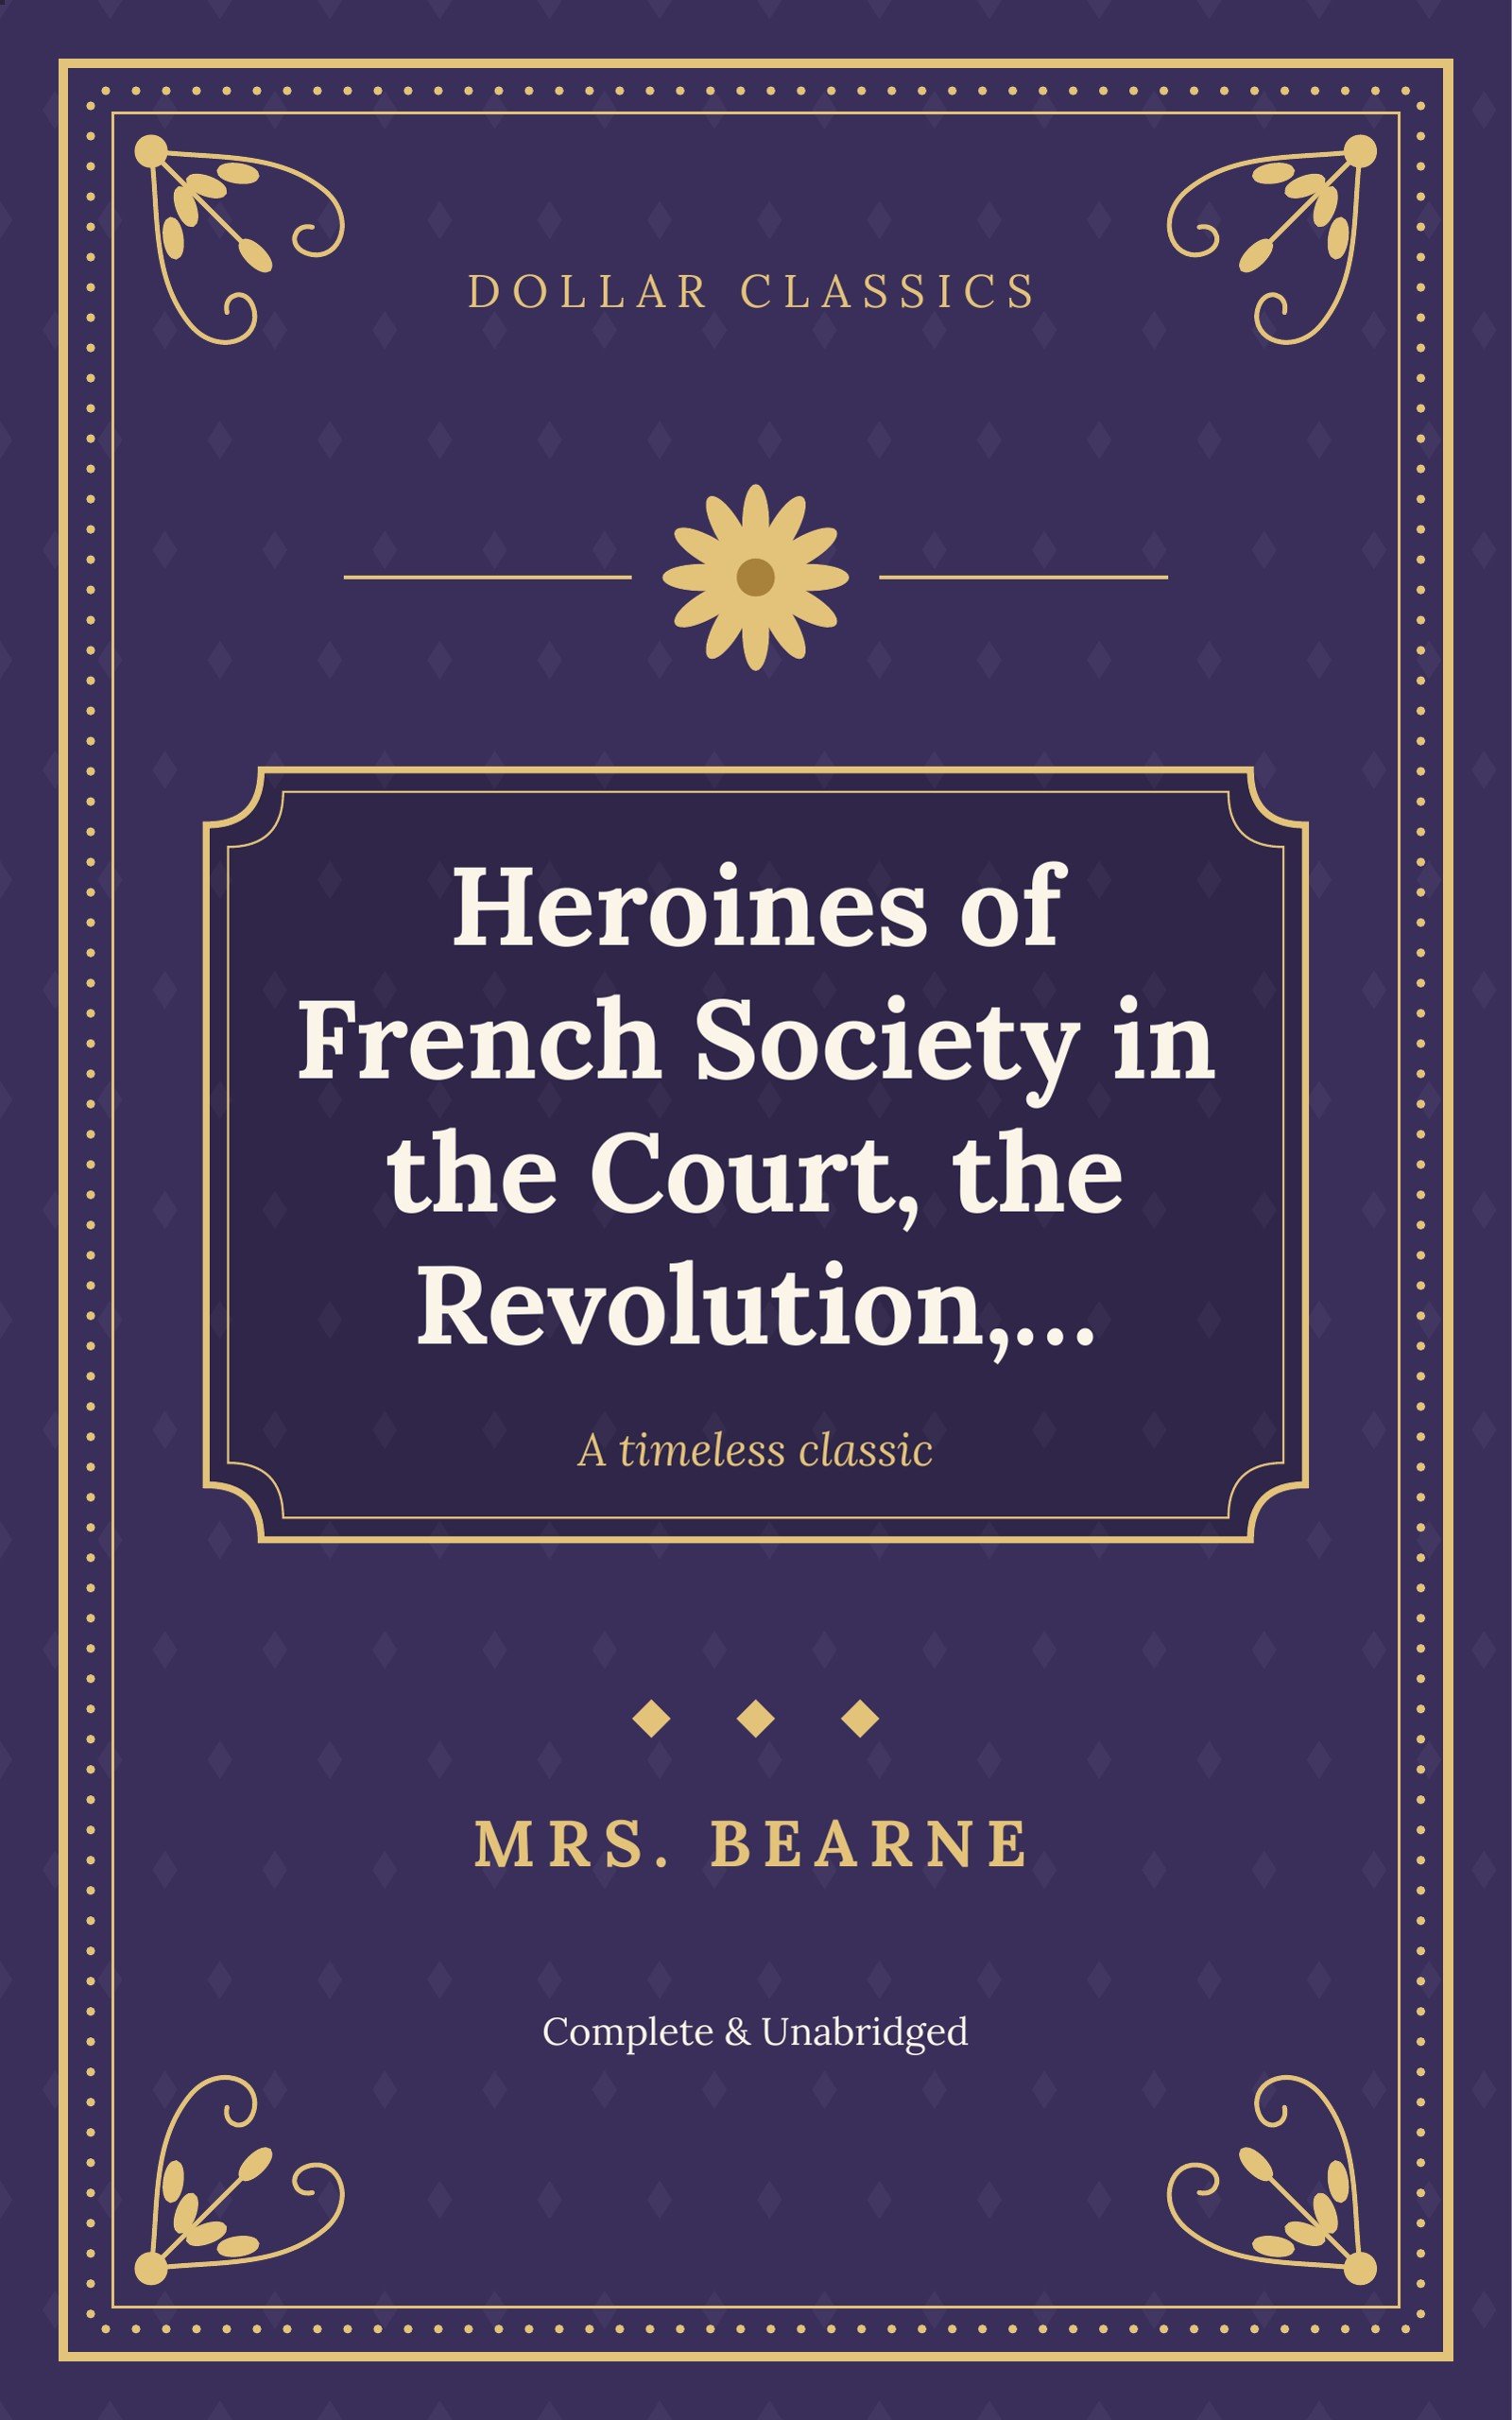 DOLLAR CLASSICS
Heroines of
French Society in
the Court, the
Revolution,...
A timeless classic
MRS. BEARNE
Complete & Unabridged